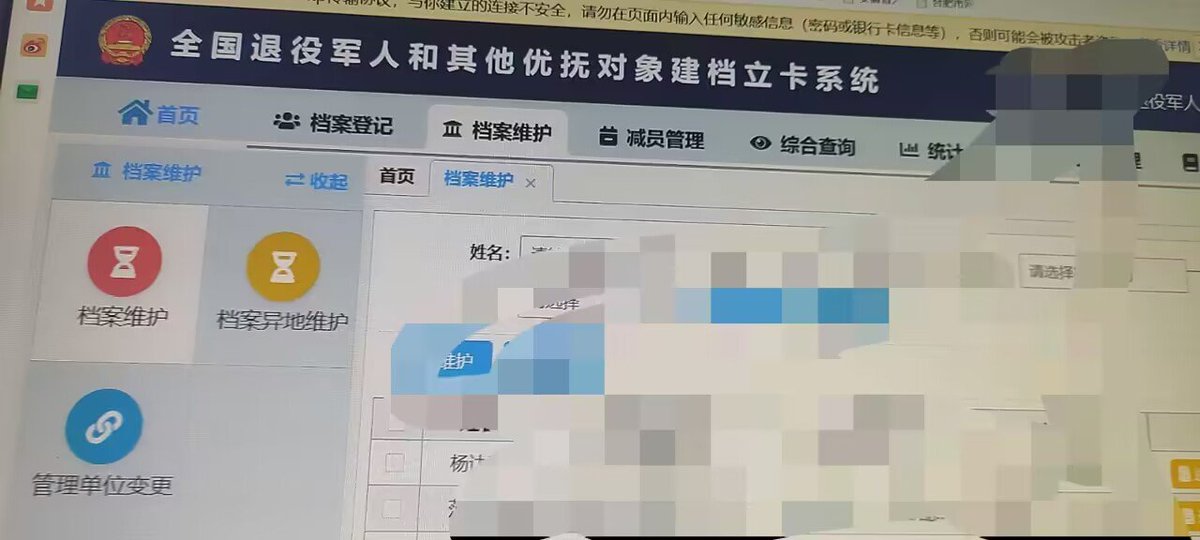 与你建立的连接不安全，请勿在页面内输入任何敏感信息（密码或银行卡信息等），否则可能会被攻击者
详情
全国退役军人和其他优抚对象建档立卡系统
役军人
首页
档案登记
档案维护
减员管理
综合查询
统计
档案维护
收起
首页
档案维护 ×
姓名：
请选择
选择
档案维护
档案异地维护
维护
管理单位变更
杨